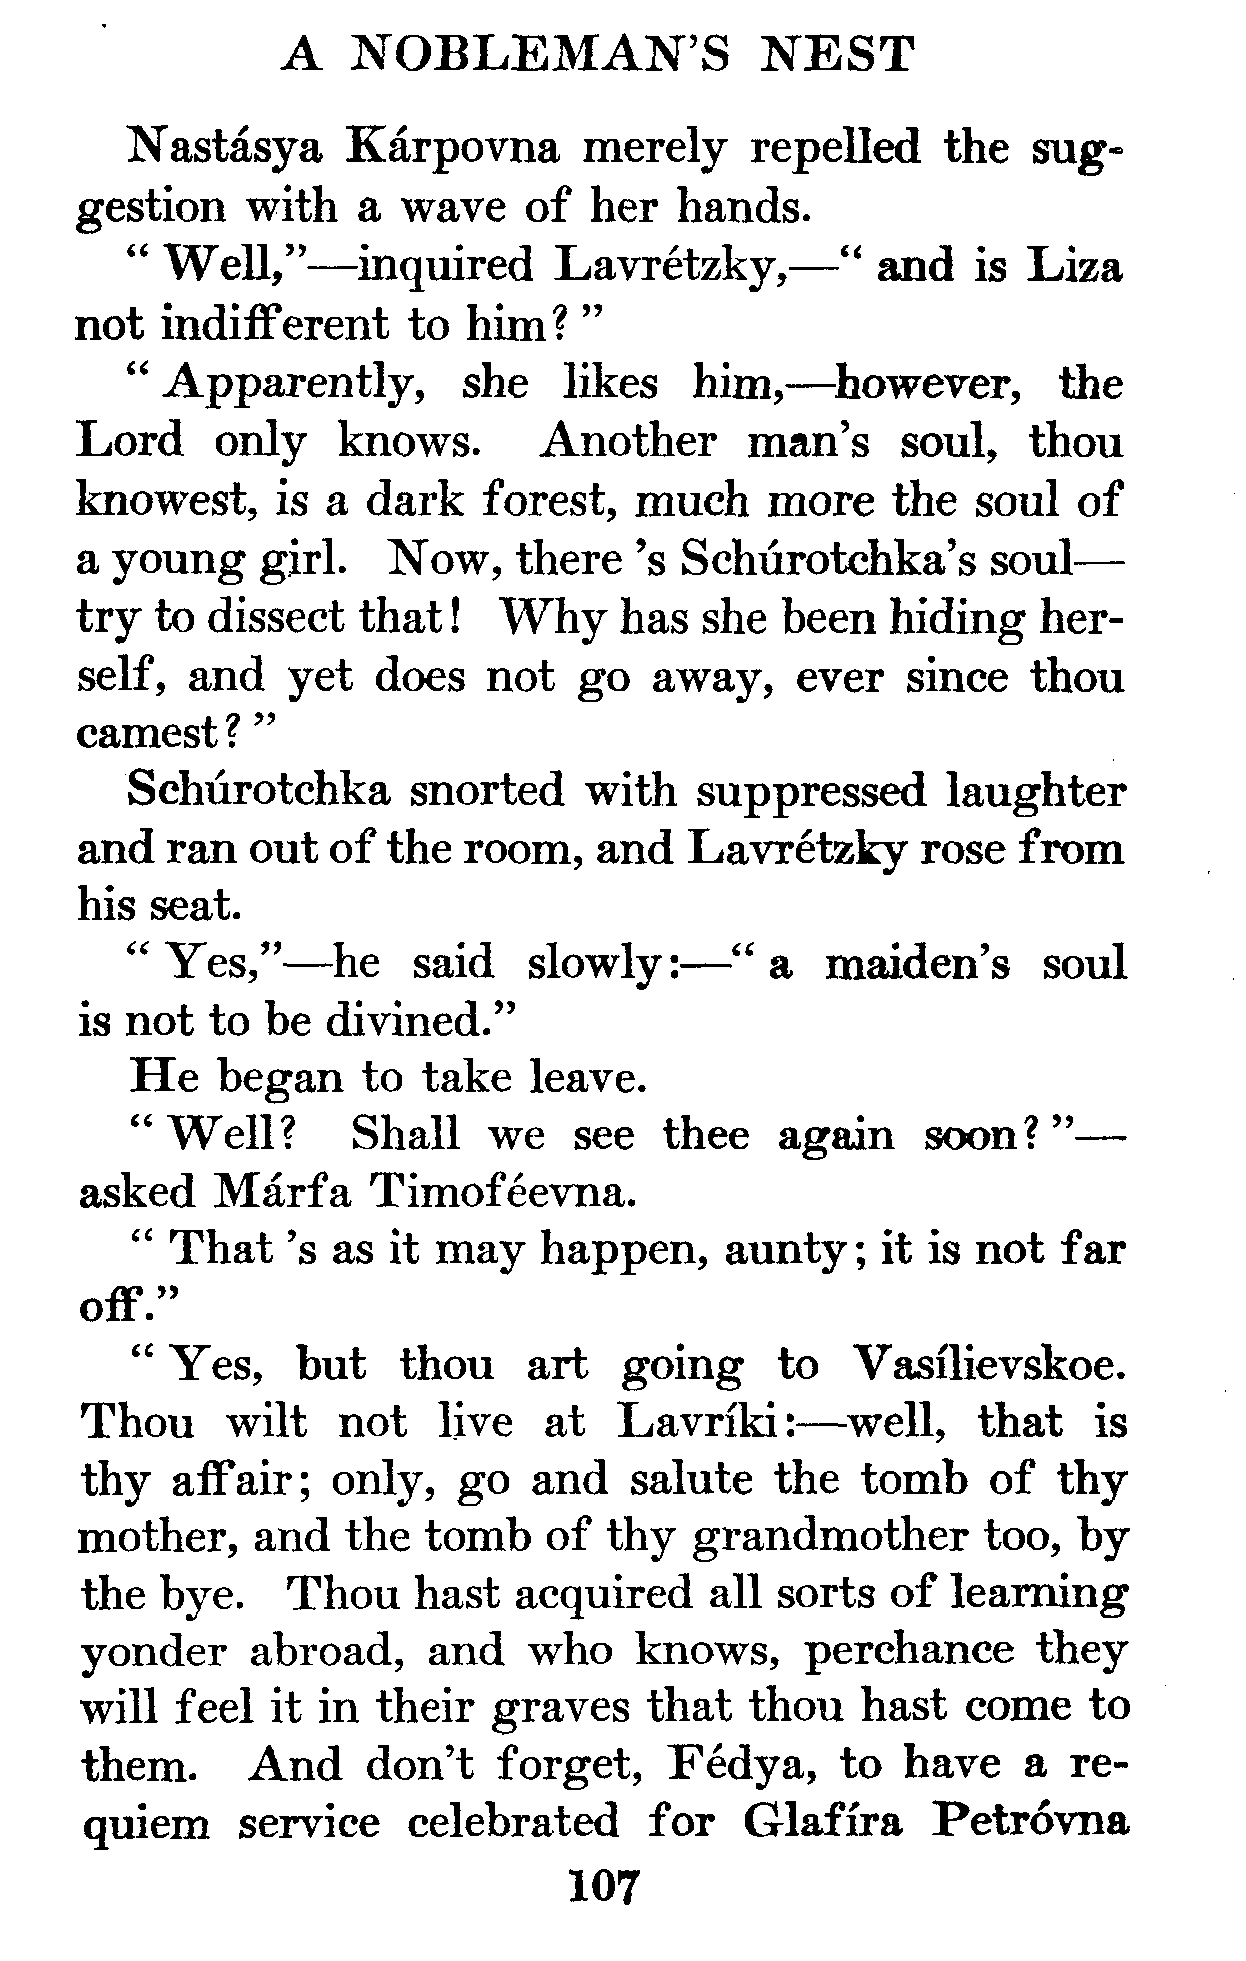 A NOBLEMAN'S NEST
Nastásya Kárpovna merely repelled the sug-
gestion with a wave of her hands.
“ Well,”—inquired Lavrétzky,—“ and is Liza
not indifferent to him? ”
“ Apparently, she likes him,—however, the
Lord only knows. Another man's soul, thou
knowest, is a dark forest, much more the soul of
a young girl. Now, there 's Schúrotchka's soul—
try to dissect that! Why has she been hiding her-
self, and yet does not go away, ever since thou
camest? ”
Schúrotchka snorted with suppressed laughter
and ran out of the room, and Lavrétzky rose from
his seat.
“ Yes,”—he said slowly:—“ a maiden's soul
is not to be divined.”
He began to take leave.
“ Well? Shall we see thee again soon? ”—
asked Márfa Timoféevna.
“ That 's as it may happen, aunty; it is not far
off.”
“ Yes, but thou art going to Vasílievskoe.
Thou wilt not live at Lavríki:—well, that is
thy affair; only, go and salute the tomb of thy
mother, and the tomb of thy grandmother too, by
the bye. Thou hast acquired all sorts of learning
yonder abroad, and who knows, perchance they
will feel it in their graves that thou hast come to
them. And don't forget, Fédya, to have a re-
quiem service celebrated for Glafíra Petróvna
107